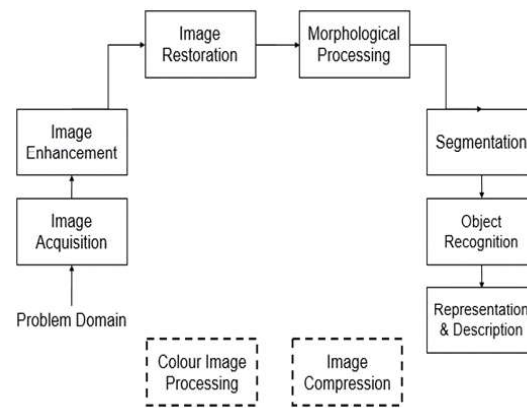 Image
Restoration
Morphological
Processing
Image
Enhancement
Segmentation
Image
Acquisition
Object
Recognition
Problem Domain
Representation
& Description
Colour Image
Processing
Image
Compression